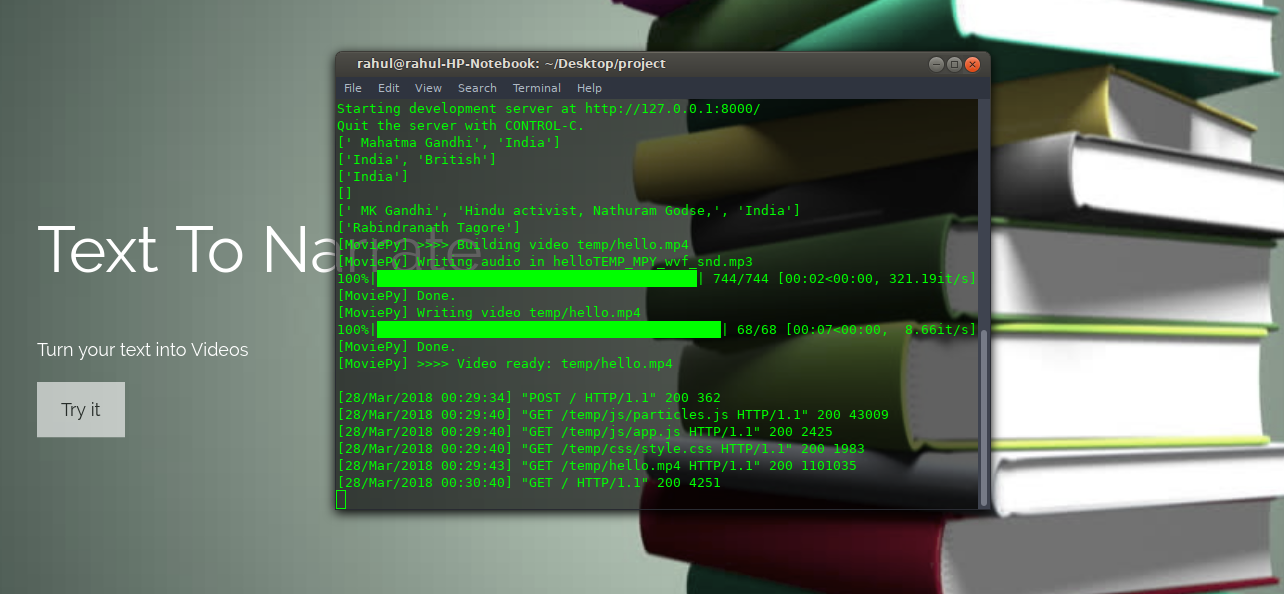 rahul@rahul-HP-Notebook: ~/Desktop/project
File Edit View Search Terminal Help
Starting development server at http://127.0.0.1:8000/
Quit the server with CONTROL-C.
[' Mahatma Gandhi', 'India']
['India', 'British']
['India']
[]
[' MK Gandhi', 'Hindu activist, Nathuram Godse,', 'India']
['Rabindranath Tagore']
[MoviePy] >>>> Building video temp/hello.mp4
[MoviePy] Writing audio in helloTEMP_MPY_wvf_snd.mp3
100%| | 744/744 [00:02<00:00, 321.19it/s]
[MoviePy] Done.
[MoviePy] Writing video temp/hello.mp4
100%| | 68/68 [00:07<00:00,  8.66it/s]
[MoviePy] Done.
[MoviePy] >>>> Video ready: temp/hello.mp4
[28/Mar/2018 00:29:34] "POST / HTTP/1.1" 200 362
[28/Mar/2018 00:29:40] "GET /temp/js/particles.js HTTP/1.1" 200 43009
[28/Mar/2018 00:29:40] "GET /temp/js/app.js HTTP/1.1" 200 2425
[28/Mar/2018 00:29:40] "GET /temp/css/style.css HTTP/1.1" 200 1983
[28/Mar/2018 00:29:43] "GET /temp/hello.mp4 HTTP/1.1" 200 1101035
[28/Mar/2018 00:30:40] "GET / HTTP/1.1" 200 4251
Text To Narrate
Turn your text into Videos
Try it